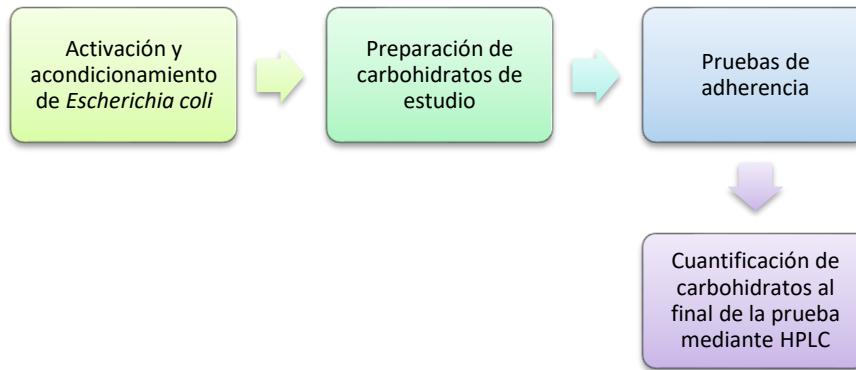 Activación y
acondicionamiento
de Escherichia coli
Preparación de
carbohidratos de
estudio
Pruebas de
adherencia
Cuantificación de
carbohidratos al
final de la prueba
mediante HPLC